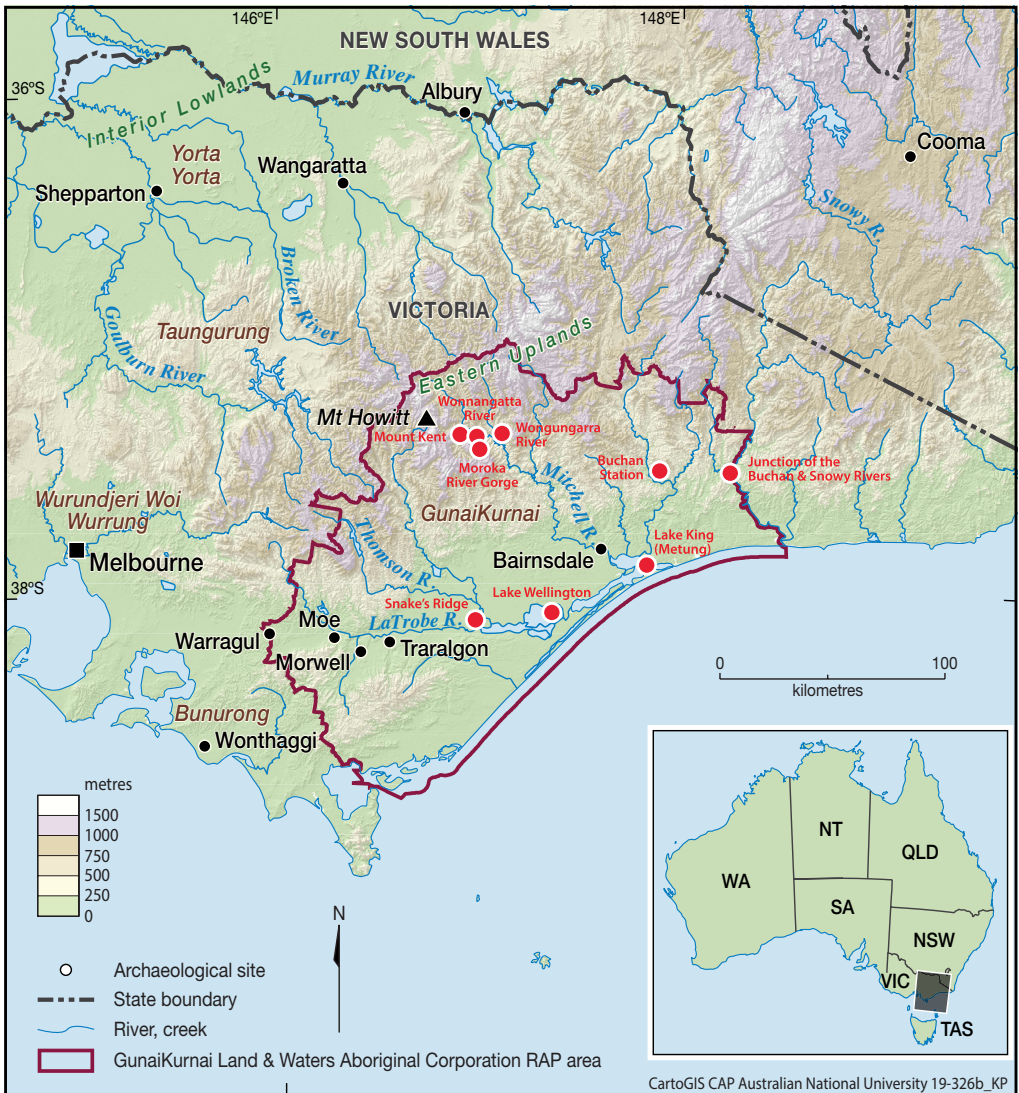 146°E
148°E
NEW SOUTH WALES
36°S
Murray River
Interior Lowlands
Albury
Cooma
Yorta
Yorta
Wangaratta
Shepparton
Snowy R.
Broken River
VICTORIA
Taungurung
Goulburn River
Eastern Uplands
Mt Howitt
Wonnangatta
River
Mount Kent
Wongungarra
River
Moroka
River Gorge
Buchan
Station
Junction of the
Buchan & Snowy Rivers
Mitchell R.
GunaiKurnai
Wurundjeri Woi
Wurrung
Melbourne
Thomson R.
Bairnsdale
Lake King
(Metung)
38°S
Lake Wellington
Snake's Ridge
LaTrobe R.
Moe
Warragul
Morwell
Traralgon
0
100
kilometres
Bunurong
Wonthaggi
metres
1500
1000
750
500
250
0
N
Archaeological site
State boundary
River, creek
GunaiKurnai Land & Waters Aboriginal Corporation RAP area
WA
NT
QLD
SA
NSW
VIC
TAS
CartoGIS CAP Australian National University 19-326b_KP